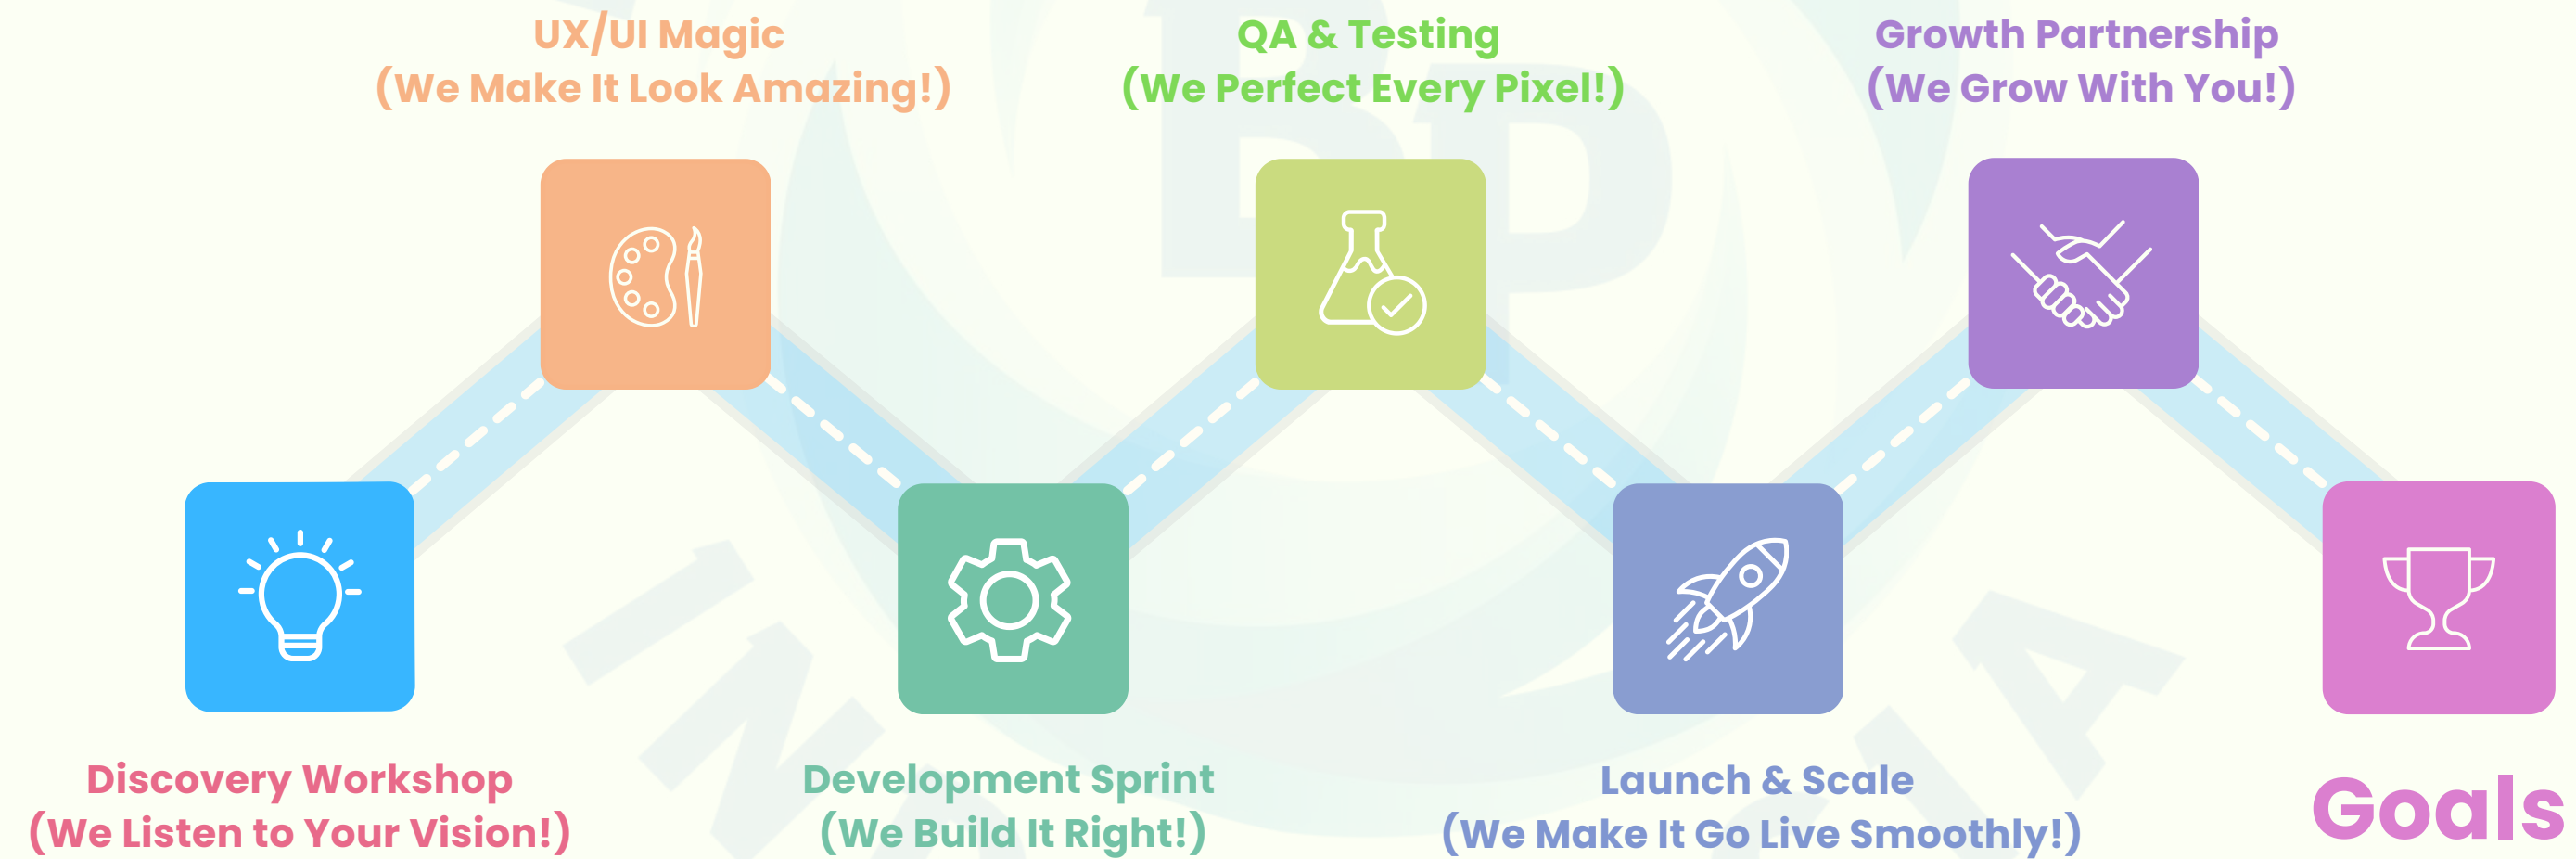 UX/UI Magic
(We Make It Look Amazing!)
QA & Testing
(We Perfect Every Pixel!)
Growth Partnership
(We Grow With You!)
BP
Discovery Workshop
(We Listen to Your Vision!)
Development Sprint
(We Build It Right!)
Launch & Scale
(We Make It Go Live Smoothly!)
Goals